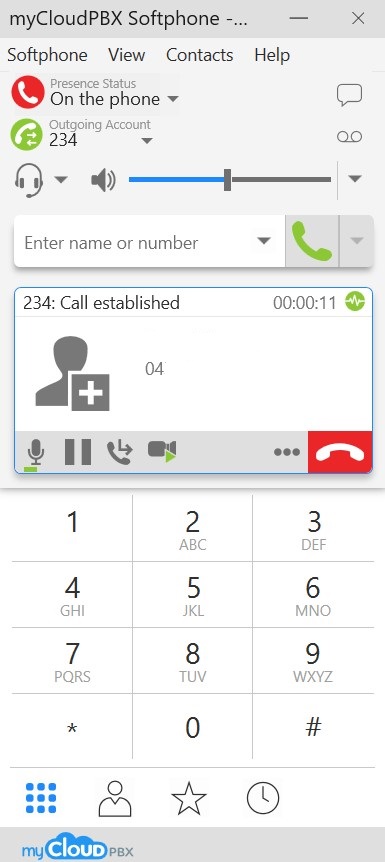 myCloudPBX Softphone -...
Softphone View Contacts Help
Presence Status
On the phone
Outgoing Account
234
Enter name or number
234: Call established 00:00:11
04
1 2 3
ABC DEF
4 5 6
GHI JKL MNO
7 8 9
PQRS TUV WXYZ
* 0 #
myCloudPBX